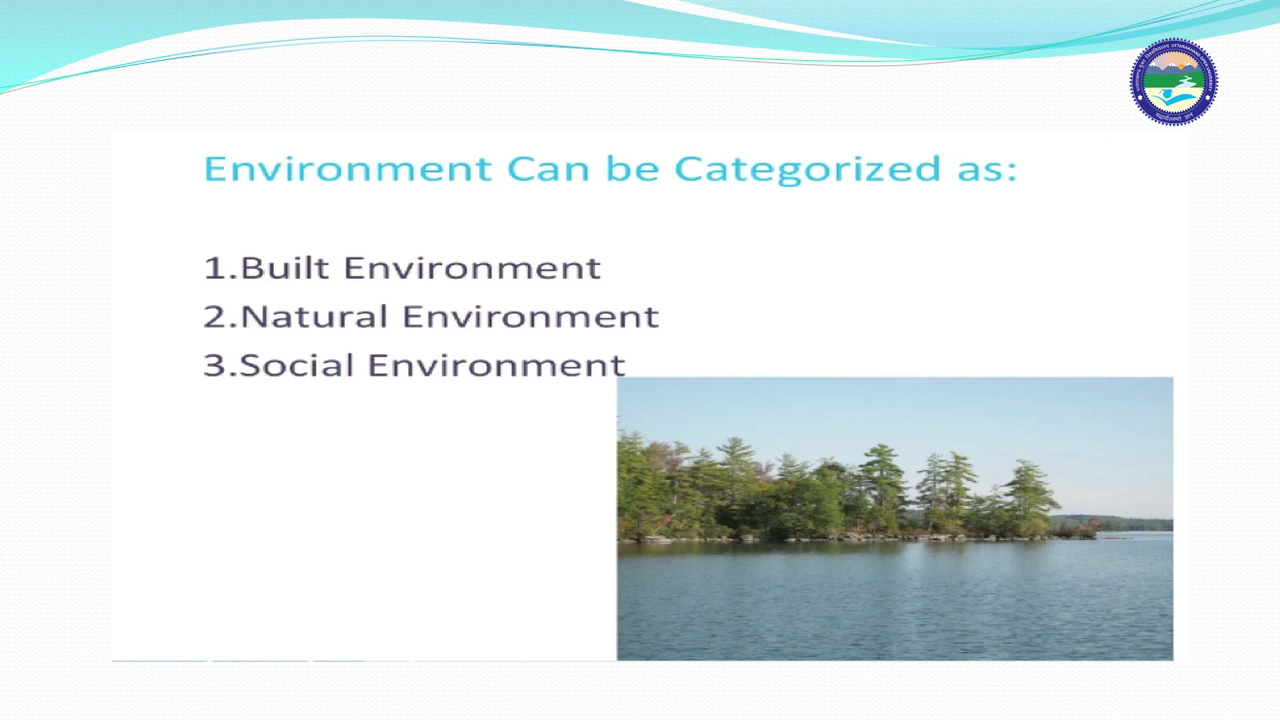 Environment Can be Categorized as:
1.Built Environment
2.Natural Environment
3.Social Environment